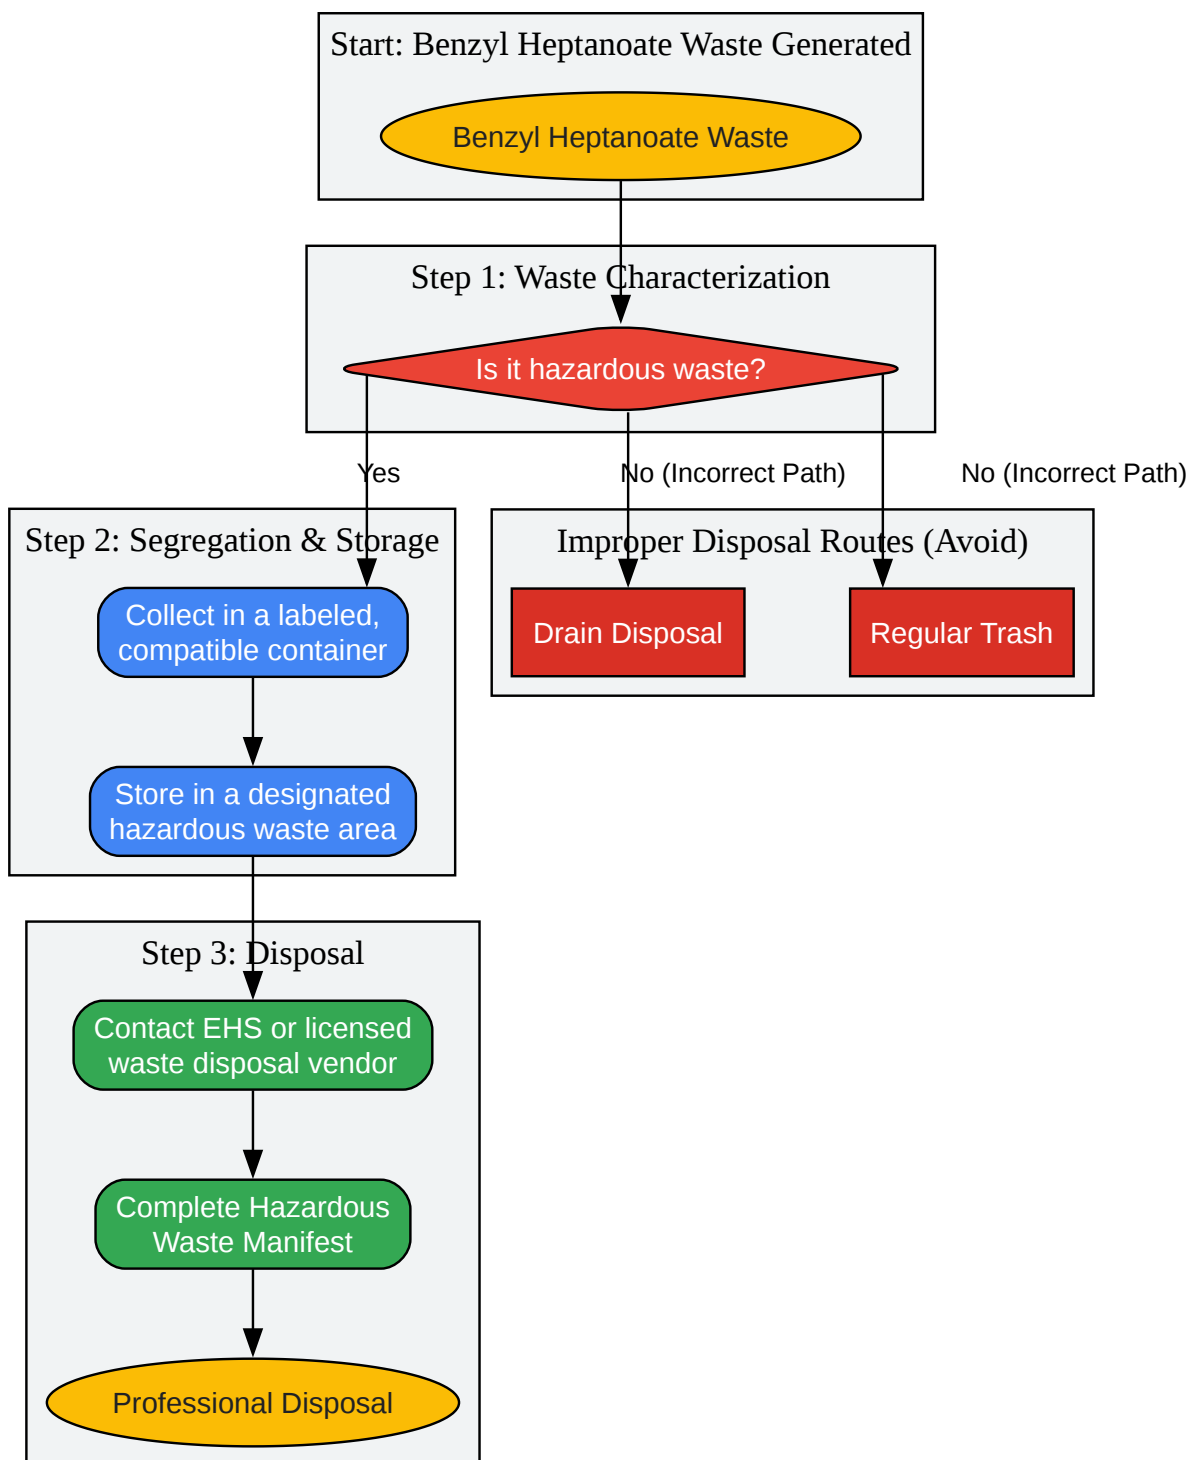 Start: Benzyl Heptanoate Waste Generated
Benzyl Heptanoate Waste
Step 1: Waste Characterization
Is it hazardous waste?
Yes
No (Incorrect Path)
No (Incorrect Path)
Step 2: Segregation & Storage
Collect in a labeled,
compatible container
Store in a designated
hazardous waste area
Improper Disposal Routes (Avoid)
Drain Disposal
Regular Trash
Step 3: Disposal
Contact EHS or licensed
waste disposal vendor
Complete Hazardous
Waste Manifest
Professional Disposal